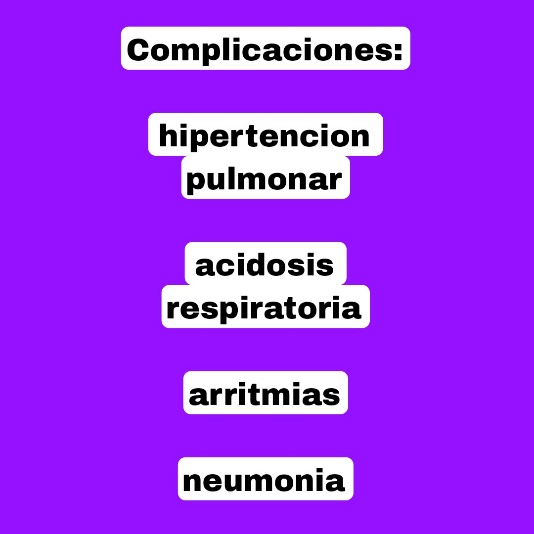 Complicaciones:
hipertencion
pulmonar
acidosis
respiratoria
arritmias
neumonia